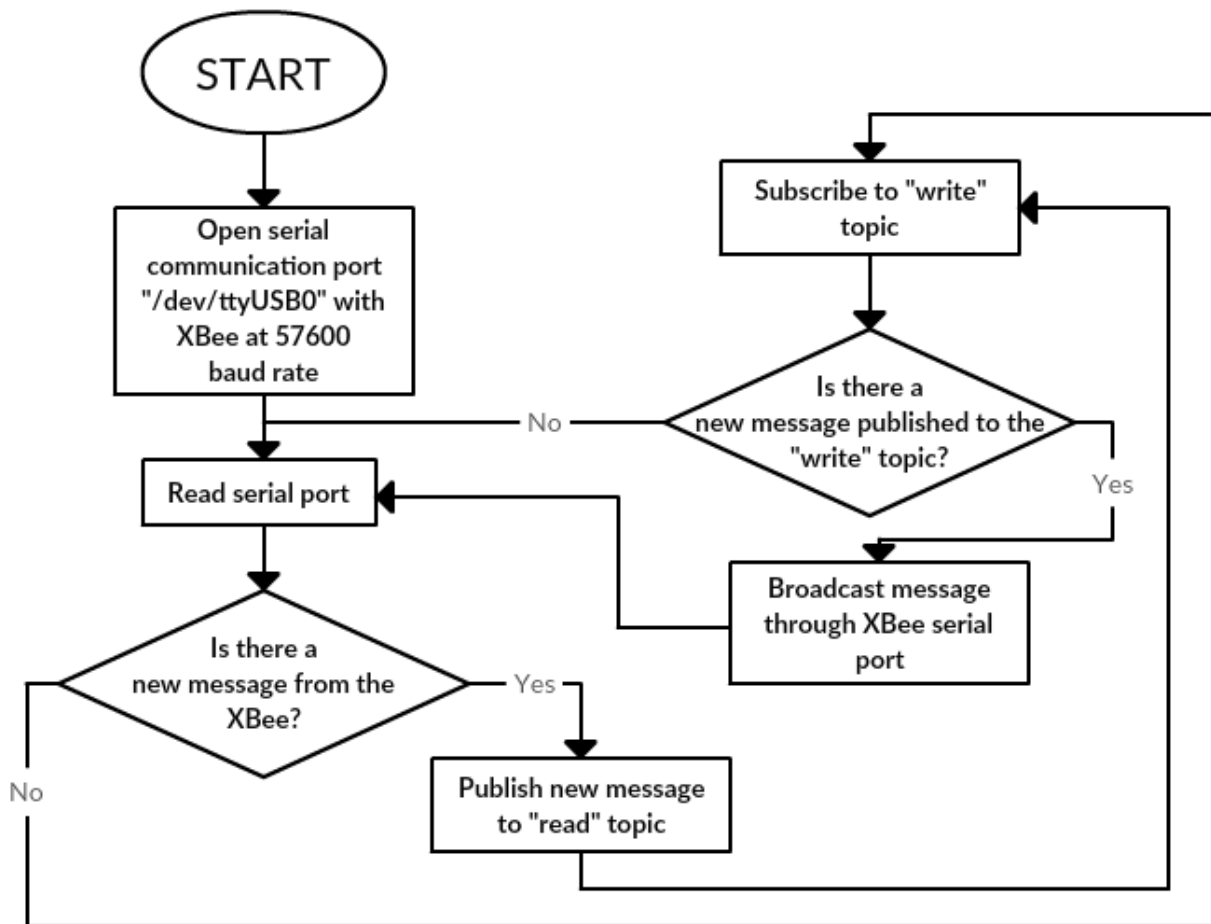 START
Open serial
communication port
"/dev/ttyUSB0" with
XBee at 57600
baud rate
Read serial port
Is there a
new message from the
XBee?
No
Yes
Publish new message
to "read" topic
Subscribe to "write"
topic
Is there a
new message published to the
"write" topic?
No
Yes
Broadcast message
through XBee serial
port